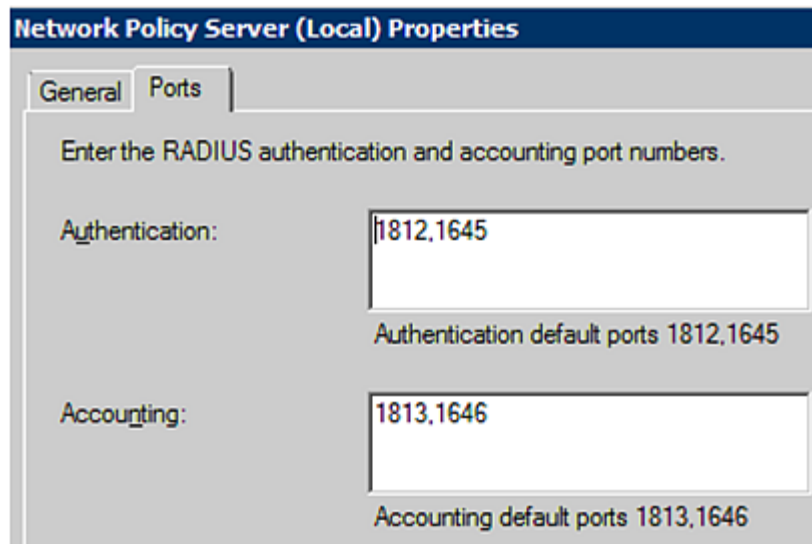 Network Policy Server (Local) Properties
General Ports
Enter the RADIUS authentication and accounting port numbers.
Authentication: 1812,1645
Authentication default ports 1812,1645
Accounting: 1813,1646
Accounting default ports 1813,1646